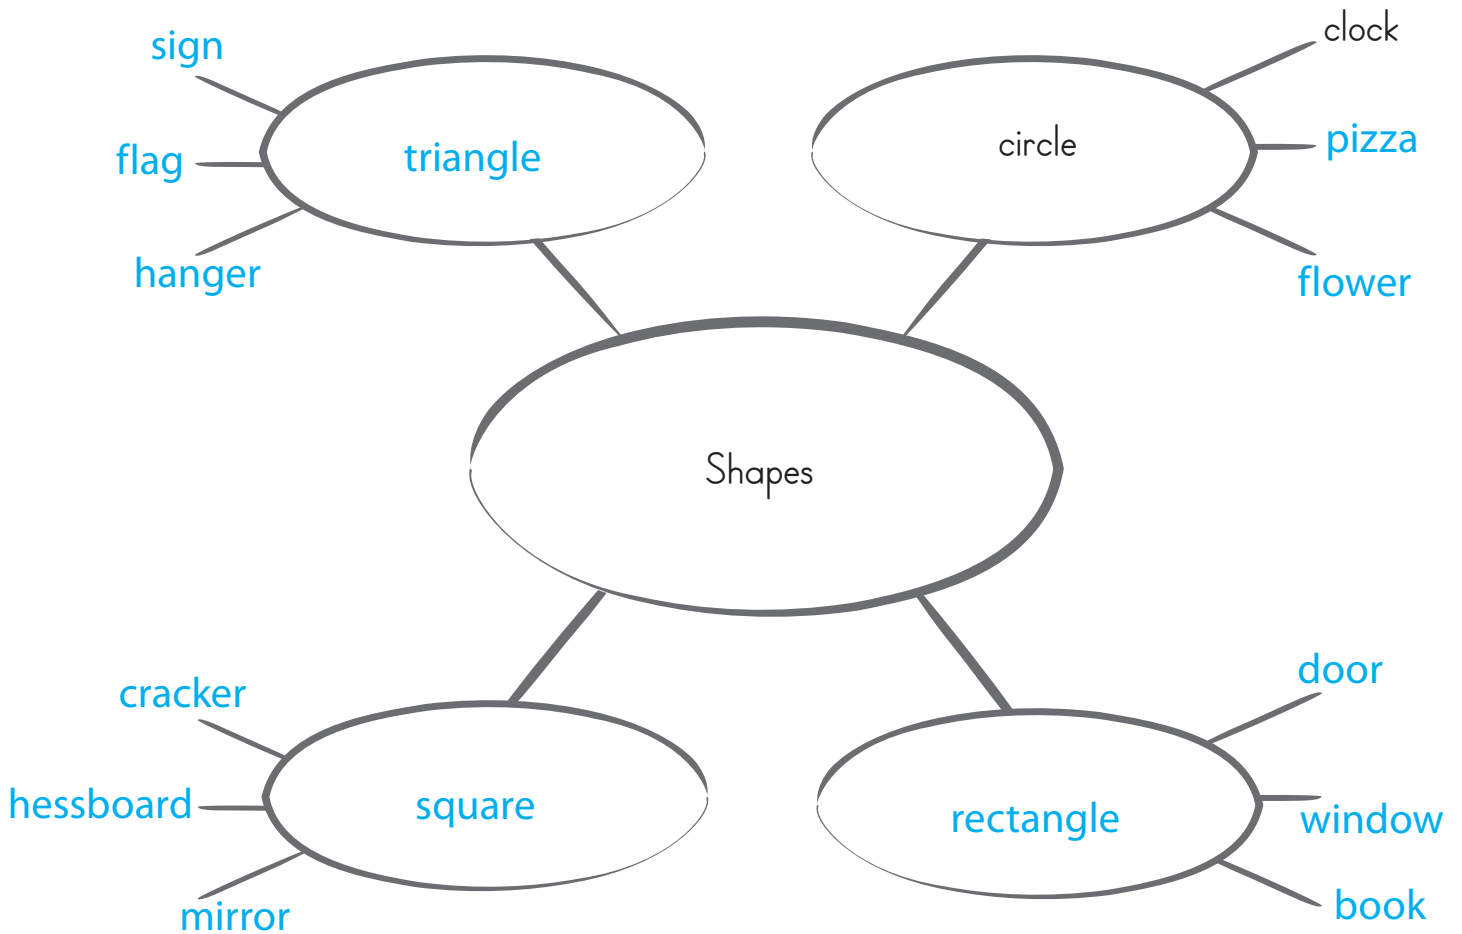 sign
flag
hanger
triangle
circle
clock
pizza
flower
Shapes
cracker
hessboard
mirror
square
rectangle
door
window
book